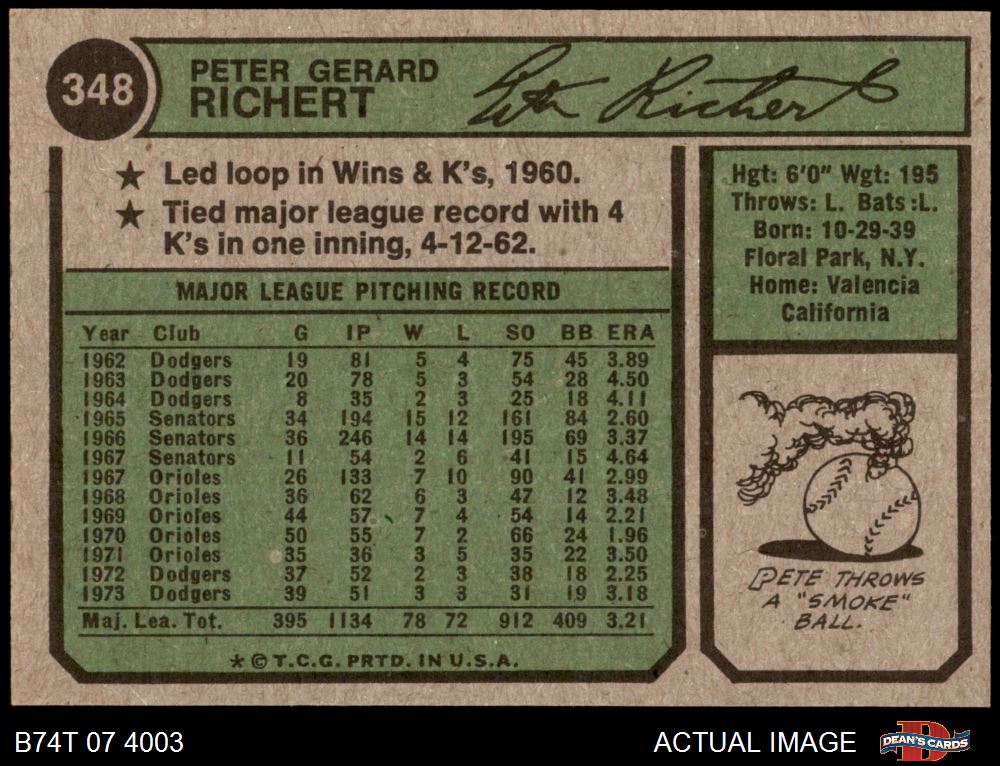 348
PETER GERARD
RICHERT
Pete Richert
★ Led loop in Wins & K's, 1960.
★ Tied major league record with 4
K's in one inning, 4-12-62.
MAJOR LEAGUE PITCHING RECORD
Year Club G IP W L SO BB ERA
1962 Dodgers 19 81 5 4 75 45 3.89
1963 Dodgers 20 78 5 3 54 28 4.50
1964 Dodgers 8 35 2 3 25 18 4.11
1965 Senators 34 194 15 12 161 84 2.60
1966 Senators 36 246 14 14 195 69 3.37
1967 Senators 11 54 2 6 41 15 4.64
1967 Orioles 26 133 7 10 90 41 2.99
1968 Orioles 36 62 6 3 47 12 3.48
1969 Orioles 44 57 7 4 54 14 2.21
1970 Orioles 50 55 7 2 66 24 1.96
1971 Orioles 35 36 3 5 35 22 3.50
1972 Dodgers 37 52 2 3 38 18 2.25
1973 Dodgers 39 51 3 3 31 19 3.18
Maj. Lea. Tot. 395 1134 78 72 912 409 3.21
★ © T.C.G. PRTD. IN U.S.A.
Hgt: 6'0" Wgt: 195
Throws: L. Bats: L.
Born: 10-29-39
Floral Park, N.Y.
Home: Valencia
California
PETE THROWS
A "SMOKE"
BALL.
B74T 07 4003
ACTUAL IMAGE
D
DEAN'S CARDS